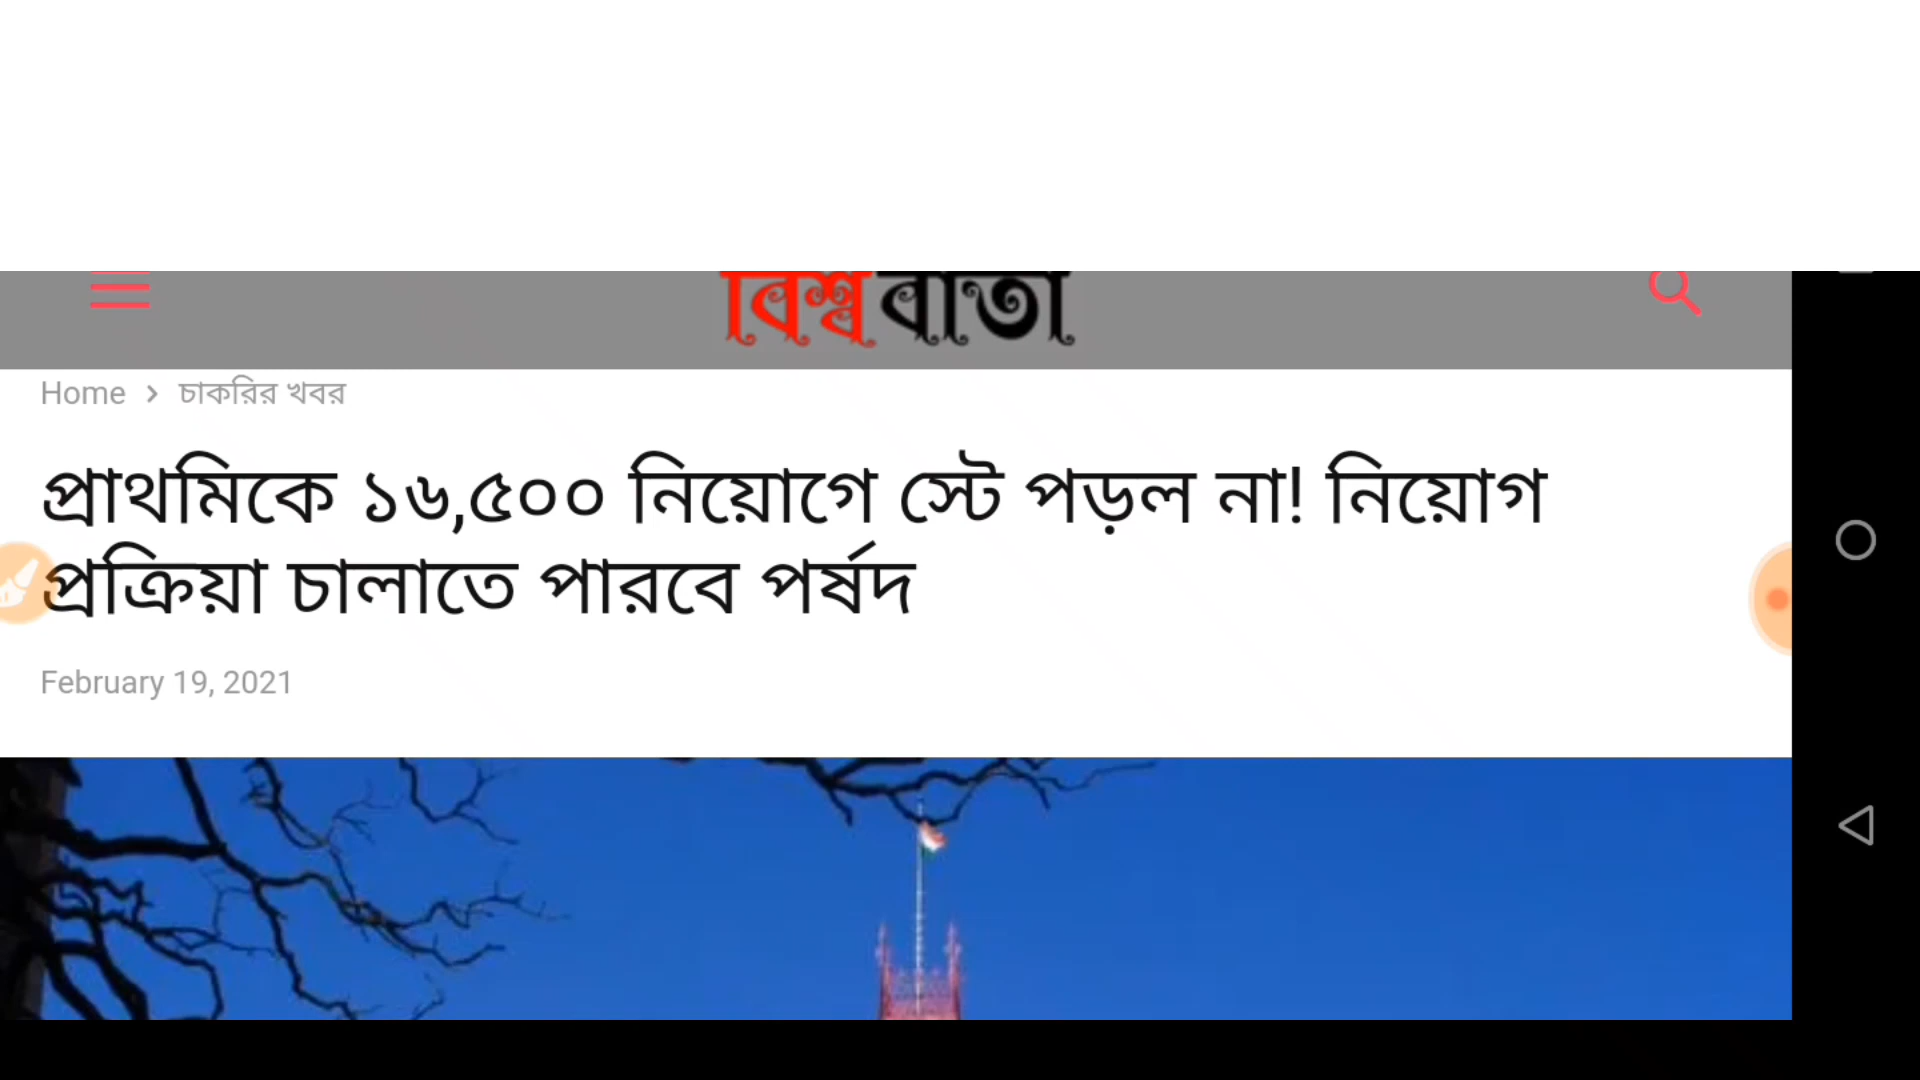 বিশ্ববার্তা
Home > চাকরির খবর
প্রাথমিকে ১৬,৫০০ নিয়োগে স্টে পড়ল না! নিয়োগ
প্রক্রিয়া চালাতে পারবে পর্ষদ
February 19, 2021